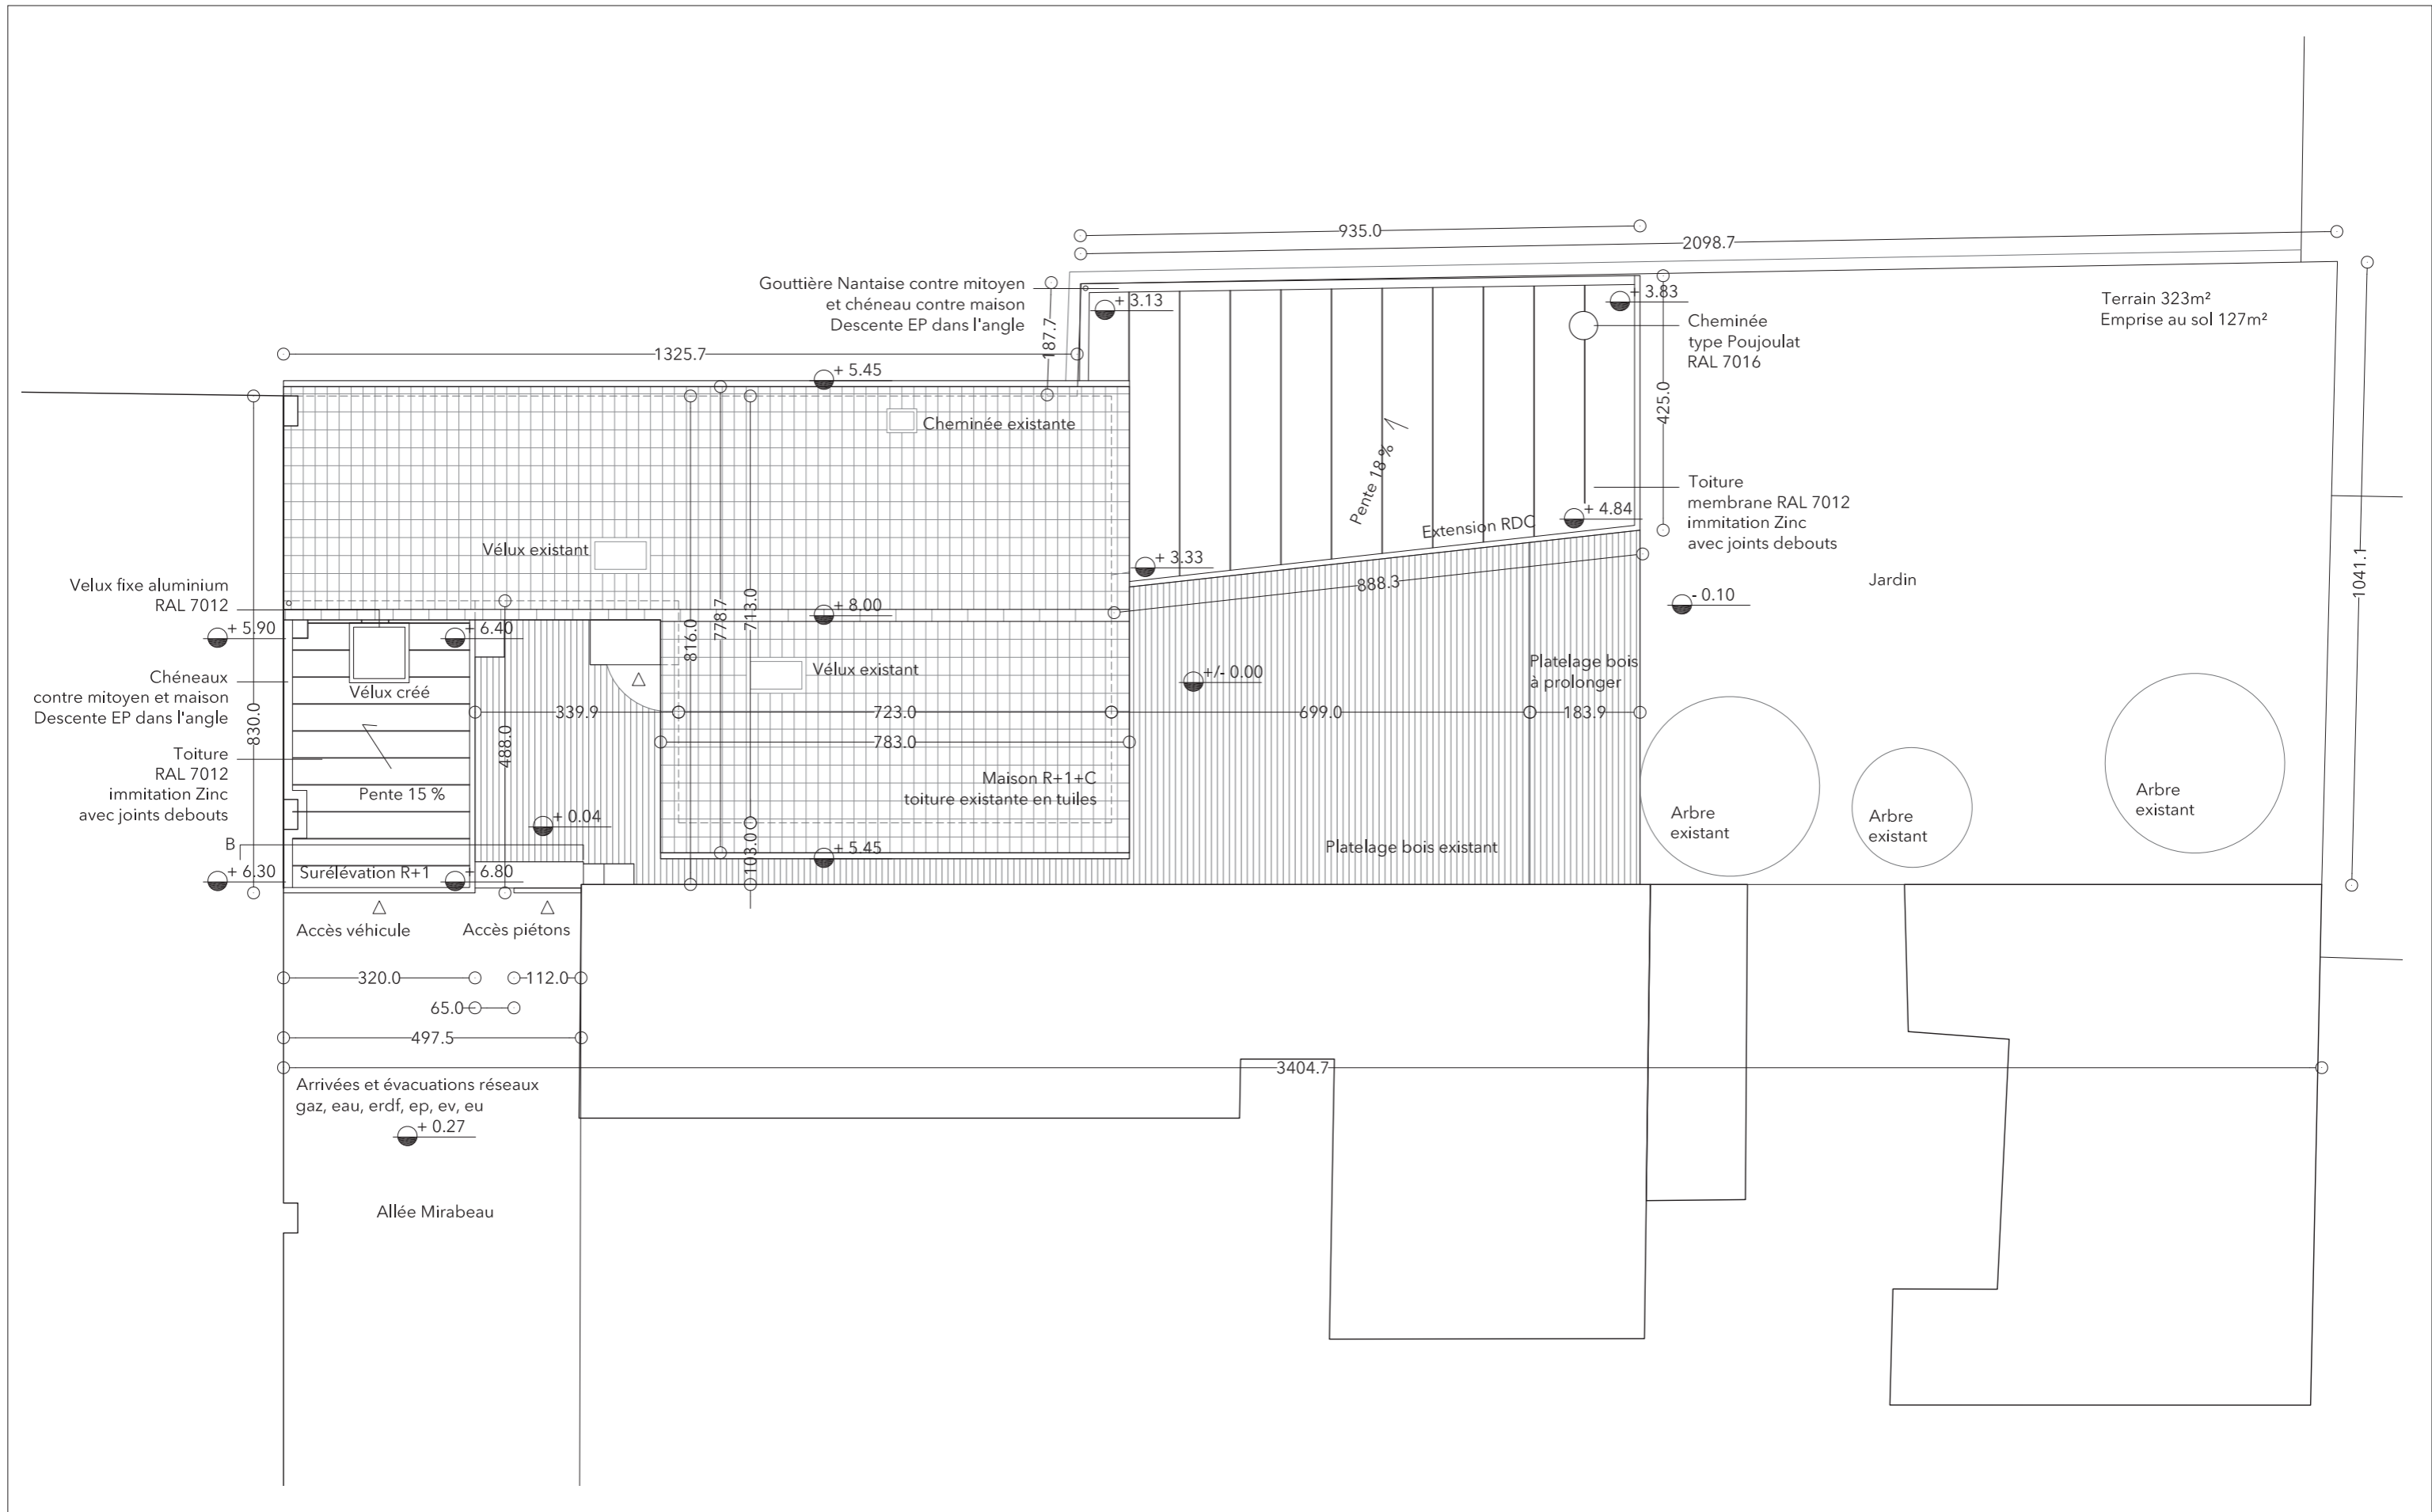 935.0
2098.7
Gouttière Nantaise contre mitoyen
et chéneau contre maison
Descente EP dans l'angle
+ 3.13
+ 3.83
Terrain 323m²
Emprise au sol 127m²
Cheminée
type Poujoulat
RAL 7016
187.7
1325.7
+ 5.45
425.0
Cheminée existante
Pente 18 %
Toiture
membrane RAL 7012
immitation Zinc
avec joints debouts
+ 4.84
Extension RDC
Vélux existant
+ 3.33
888.3
Jardin
1041.1
Velux fixe aluminium
RAL 7012
- 0.10
+ 8.00
+ 5.90
+ 6.40
816.0
778.7
713.0
Chéneaux
contre mitoyen et maison
Descente EP dans l'angle
Vélux créé
Vélux existant
+/- 0.00
Platelage bois
à prolonger
830.0
488.0
339.9
723.0
699.0
183.9
783.0
Toiture
RAL 7012
immitation Zinc
avec joints debouts
Pente 15 %
Maison R+1+C
toiture existante en tuiles
Arbre
existant
Arbre
existant
Arbre
existant
+ 0.04
B
103.0
+ 5.45
Platelage bois existant
+ 6.30
Surélévation R+1
+ 6.80
Accès véhicule
Accès piétons
320.0
112.0
65.0
497.5
3404.7
Arrivées et évacuations réseaux
gaz, eau, erdf, ep, ev, eu
+ 0.27
Allée Mirabeau